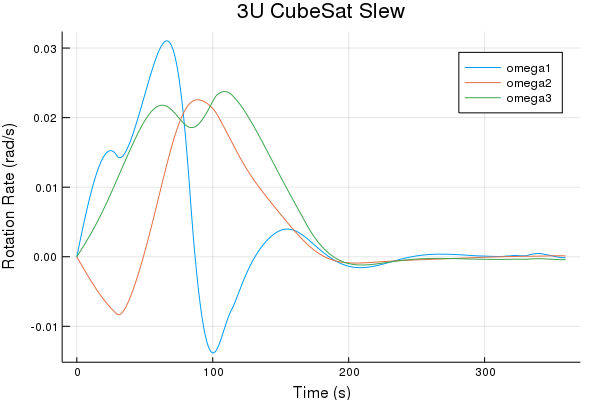 3U CubeSat Slew
Rotation Rate (rad/s)
0.03
0.02
0.01
0.00
-0.01
omega1
omega2
omega3
0
100
200
300
Time (s)